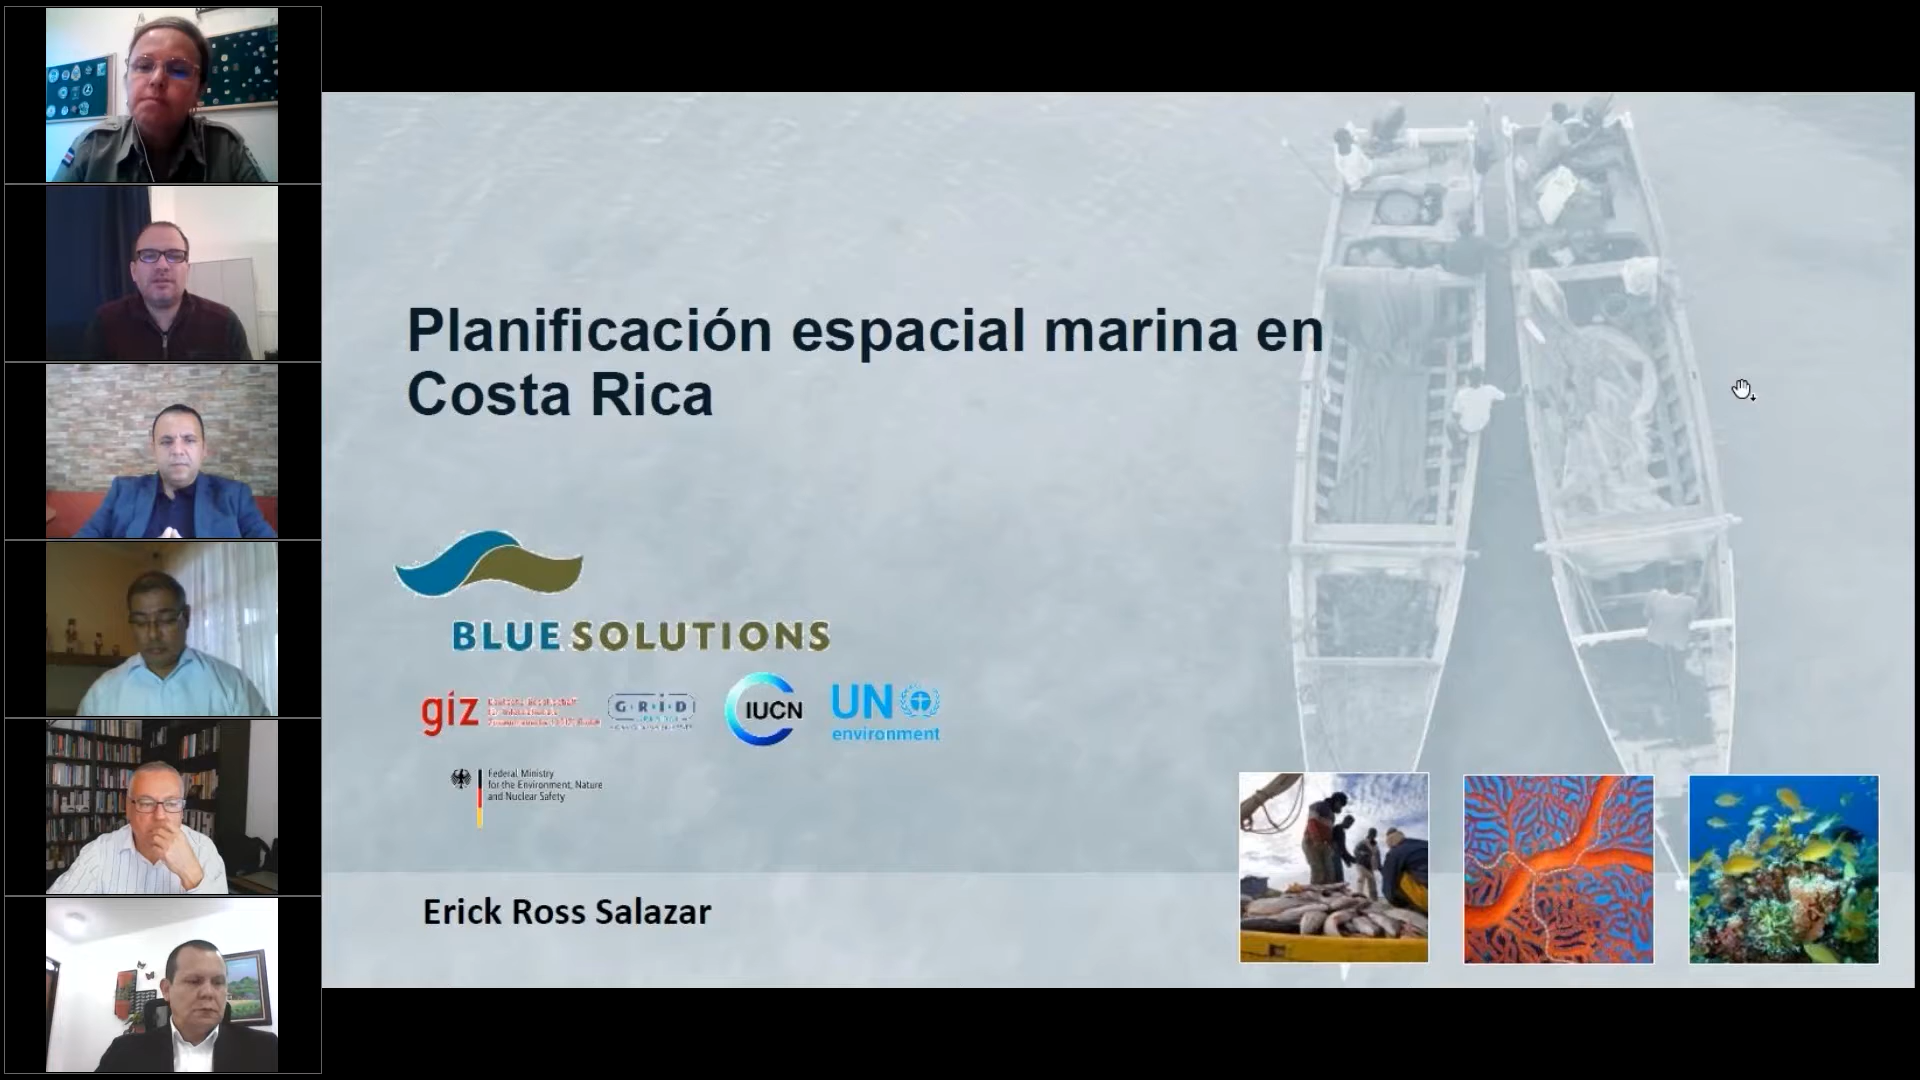 Planificación espacial marina en
Costa Rica
BLUE SOLUTIONS
giz
G·R·I·D
IUCN
UN
environment
Federal Ministry
for the Environment, Nature
and Nuclear Safety
Erick Ross Salazar